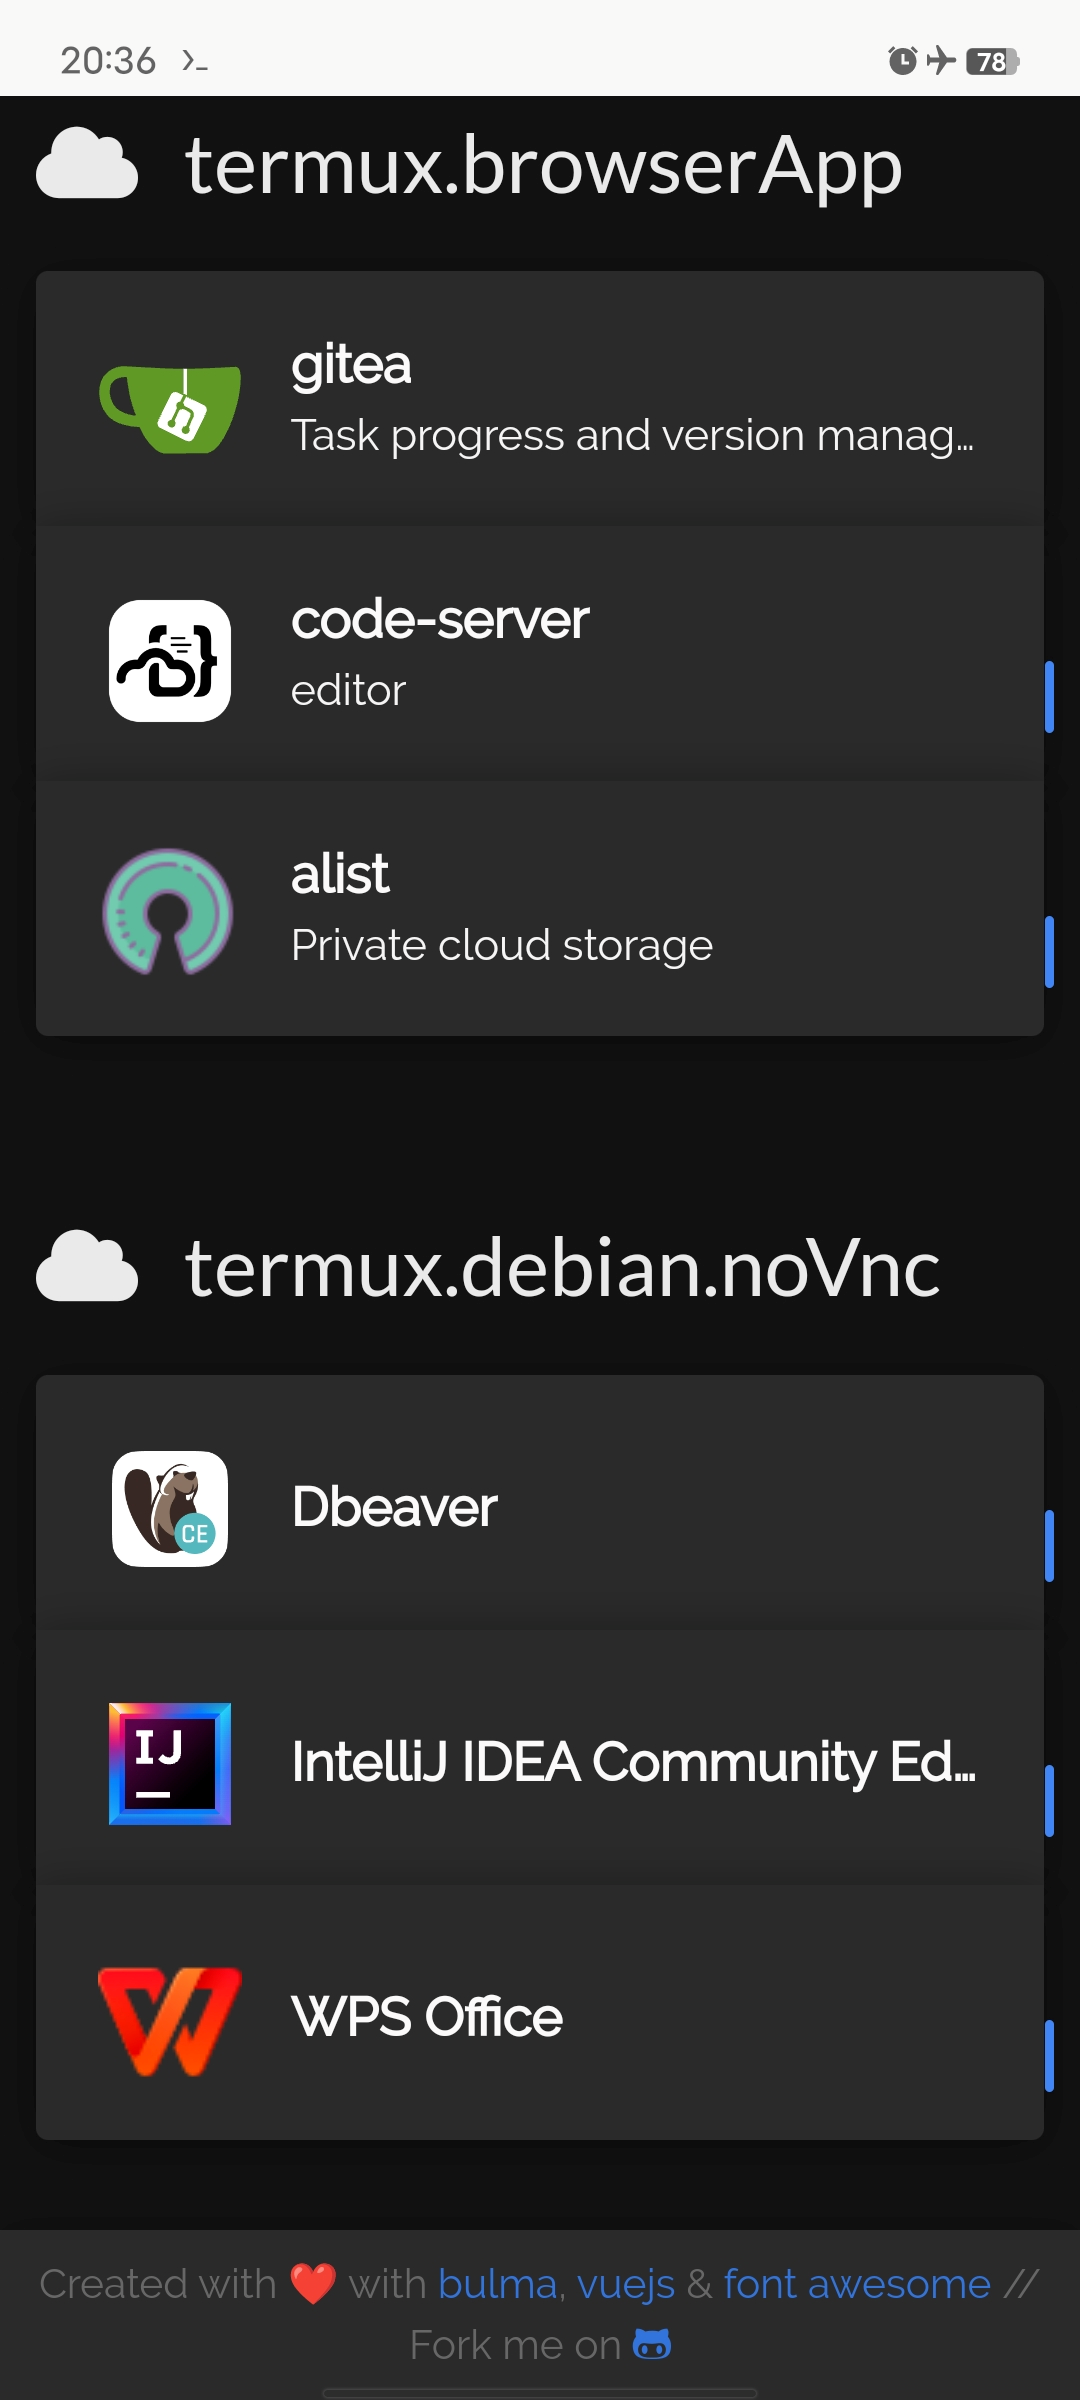 20:36 >_ 78
termux.browserApp
gitea
Task progress and version manag...
code-server
editor
alist
Private cloud storage
termux.debian.noVnc
CE
Dbeaver
IJ
IntelliJ IDEA Community Ed...
WPS Office
Created with ❤️ with bulma, vuejs & font awesome //
Fork me on